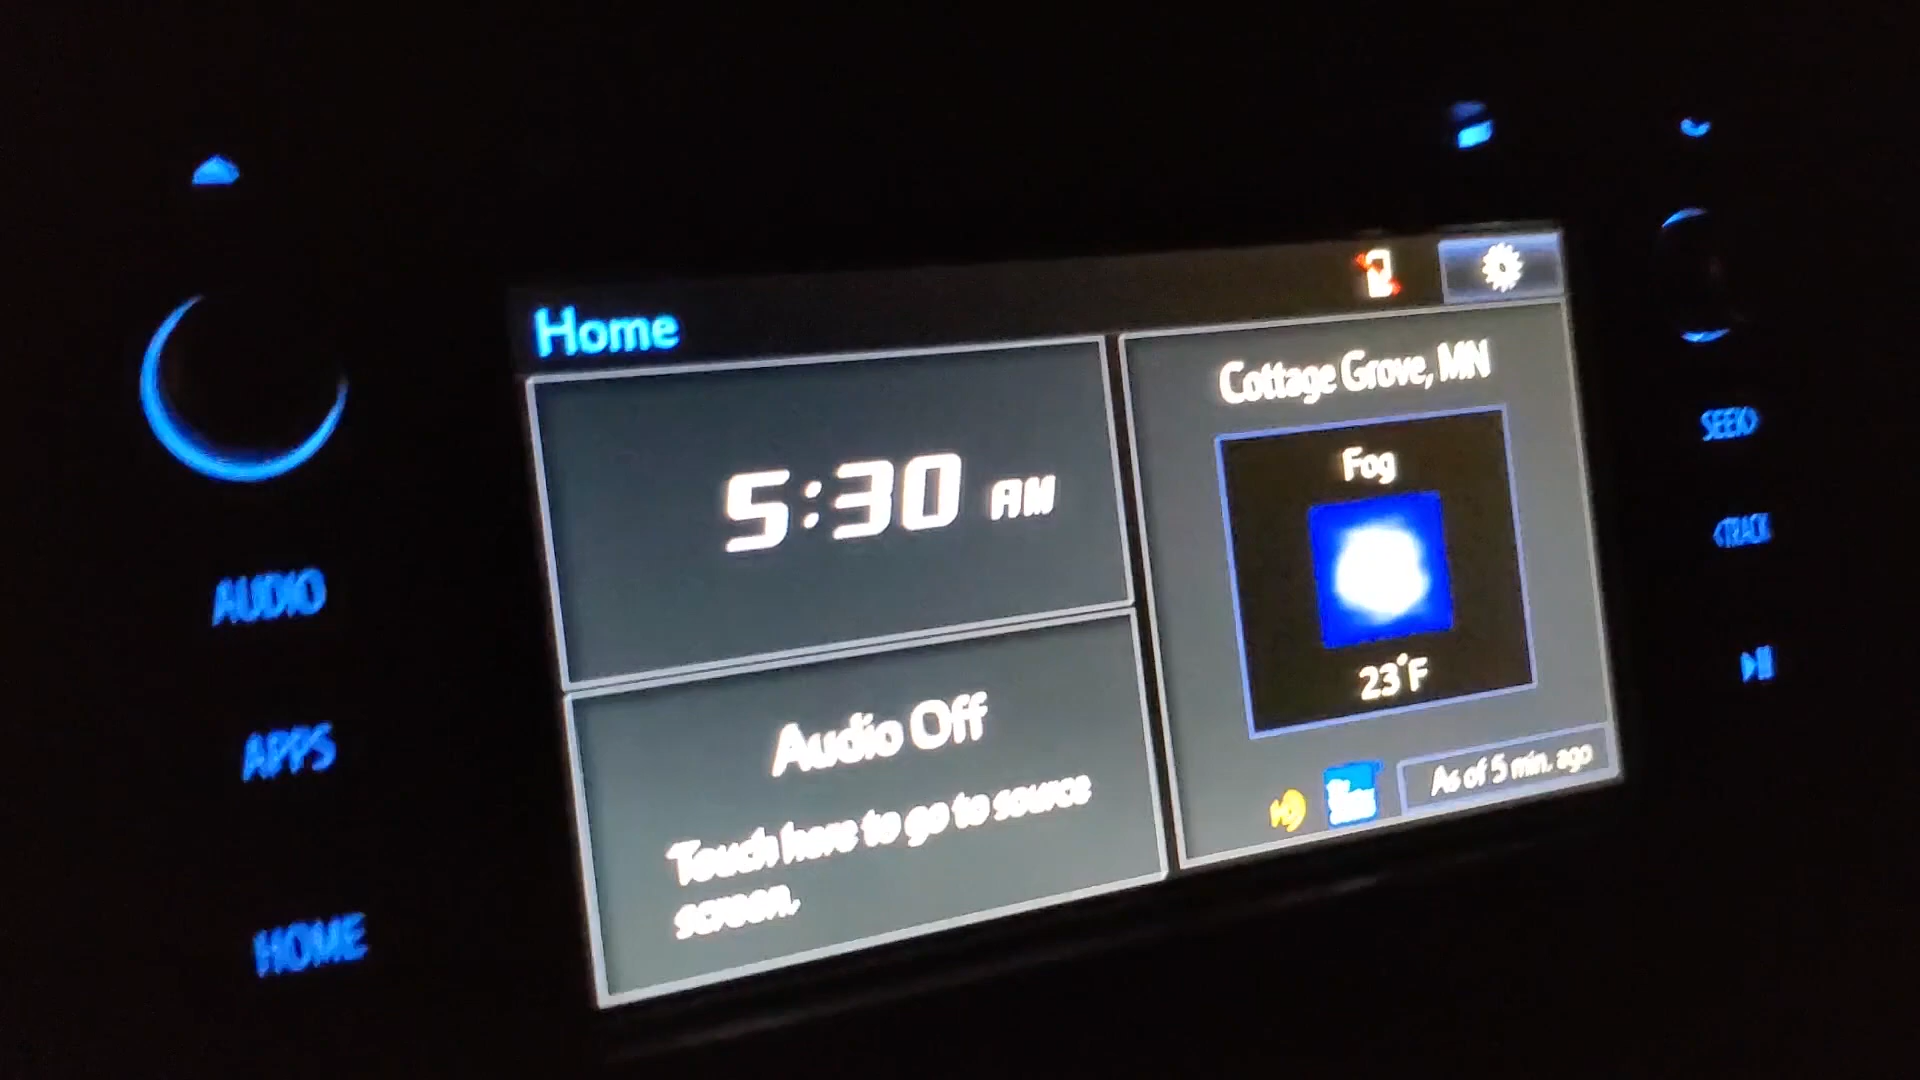 Home
5:30 AM
Cottage Grove, MN
Fog
23°F
As of 5 min. ago
Audio Off
Touch here to go to source
screen.
AUDIO
APPS
HOME
SEEK>
<TRACK